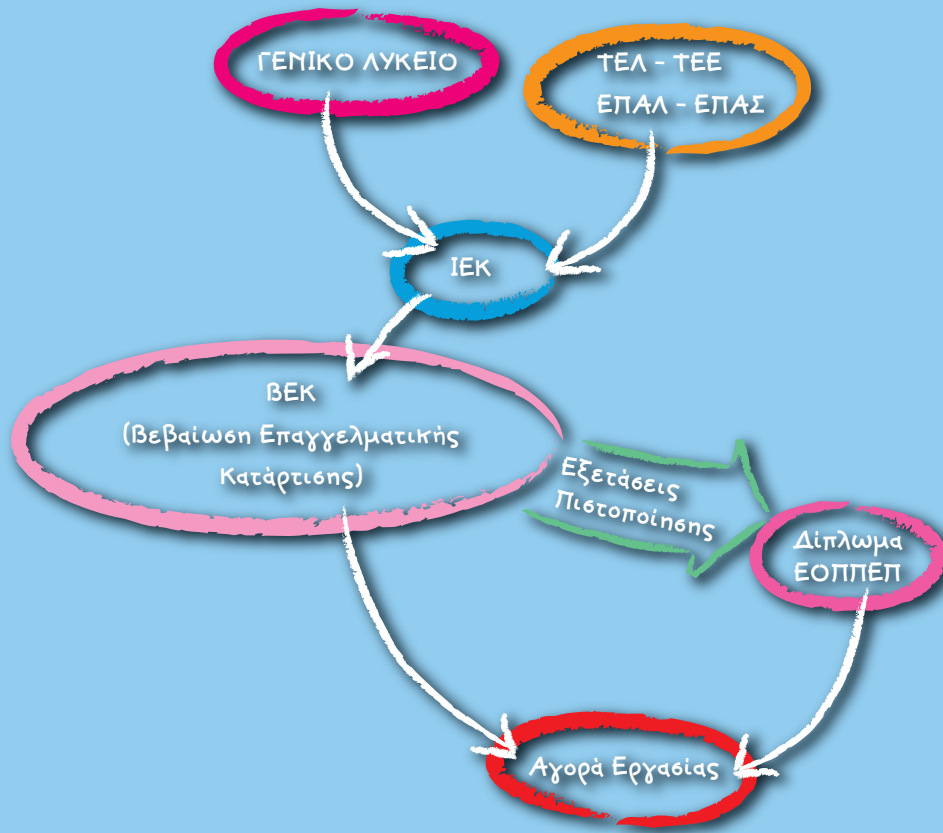 ΓΕΝΙΚΟ ΛΥΚΕΙΟ
ΤΕΛ - ΤΕΕ
ΕΠΑΛ - ΕΠΑΣ
ΙΕΚ
ΒΕΚ
(Βεβαίωση Επαγγελματικής
Κατάρτισης)
Εξετάσεις
Πιστοποίησης
Δίπλωμα
ΕΟΠΠΕΠ
Αγορά Εργασίας